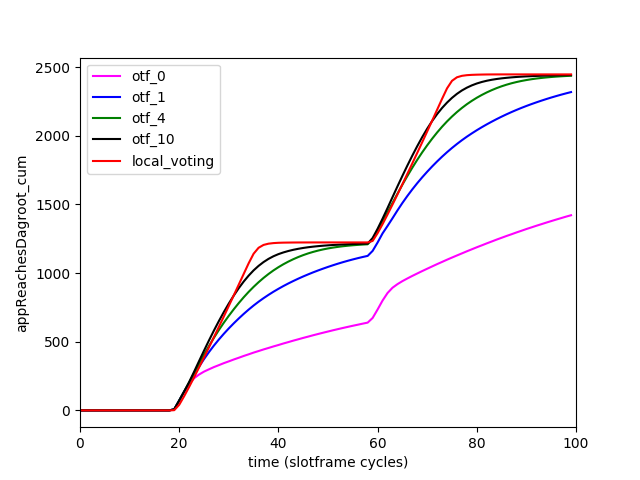 2500
2000
1500
1000
500
0
appReachesDagroot_cum
otf_0
otf_1
otf_4
otf_10
local_voting
0 20 40 60 80 100
time (slotframe cycles)